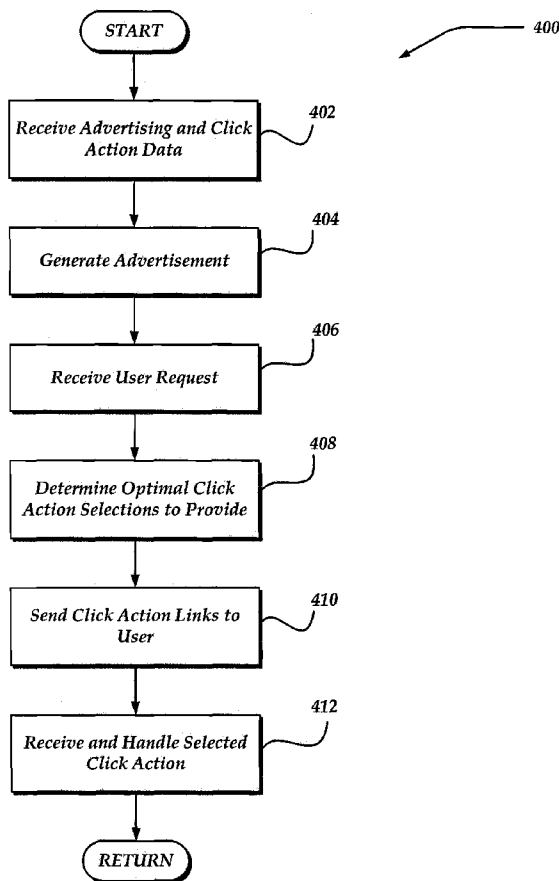 START
400
Receive Advertising and Click
Action Data
402
Generate Advertisement
404
Receive User Request
406
Determine Optimal Click
Action Selections to Provide
408
Send Click Action Links to
User
410
Receive and Handle Selected
Click Action
412
RETURN